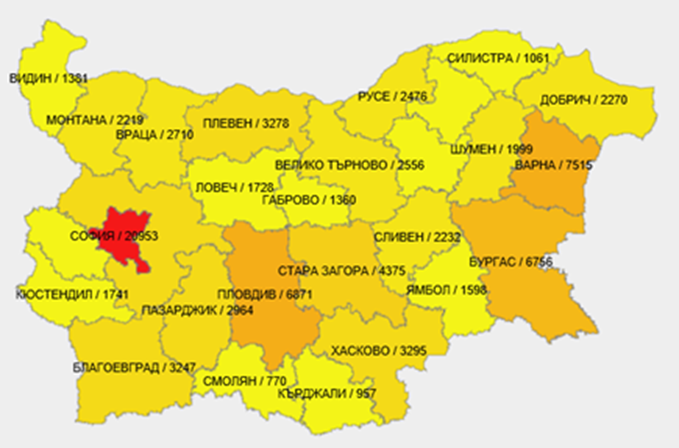 СИЛИСТРА / 1061
ВИДИН / 1381
РУСЕ / 2476
ДОБРИЧ / 2270
МОНТАНА / 2219
ПЛЕВЕН / 3278
ВРАЦА / 2710
ШУМЕН / 1999
ВЕЛИКО ТЪРНОВО / 2556
ВАРНА / 7515
ЛОВЕЧ / 1728
ГАБРОВО / 1360
СОФИЯ / 20953
СЛИВЕН / 2232
БУРГАС / 6756
СТАРА ЗАГОРА / 4375
ЯМБОЛ / 1598
КЮСТЕНДИЛ / 1741
ПЛОВДИВ / 6871
ПАЗАРДЖИК / 2964
ХАСКОВО / 3295
БЛАГОЕВГРАД / 3247
СМОЛЯН / 770
КЪРДЖАЛИ / 957